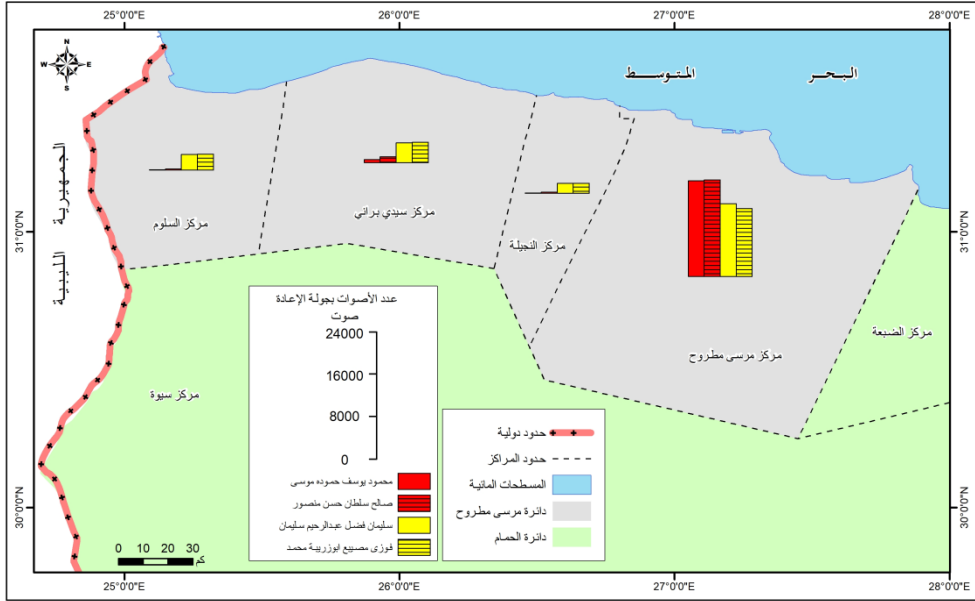 25°0'0"E 26°0'0"E 27°0'0"E 28°0'0"E
N
W E
S
البحر المتوسط
الجمهورية
الليبية
31°0'0"N
31°0'0"N
مركز السلوم
مركز سيدي براني
مركز النجيلة
مركز مرسى مطروح
مركز الضبعة
مركز سيوة
عدد الأصوات بجولة الإعادة
صوت
24000
16000
8000
0
محمود يوسف حموده موسى
صالح سلطان حسن منصور
سليمان فضل عبدالرحيم سليمان
فوزى مصيبع ابوزريبة محمد
حدود دولية
حدود المراكز
المسطحات المائية
دائرة مرسى مطروح
دائرة الحمام
30°0'0"N
30°0'0"N
0 10 20 30
كم
25°0'0"E 26°0'0"E 27°0'0"E 28°0'0"E